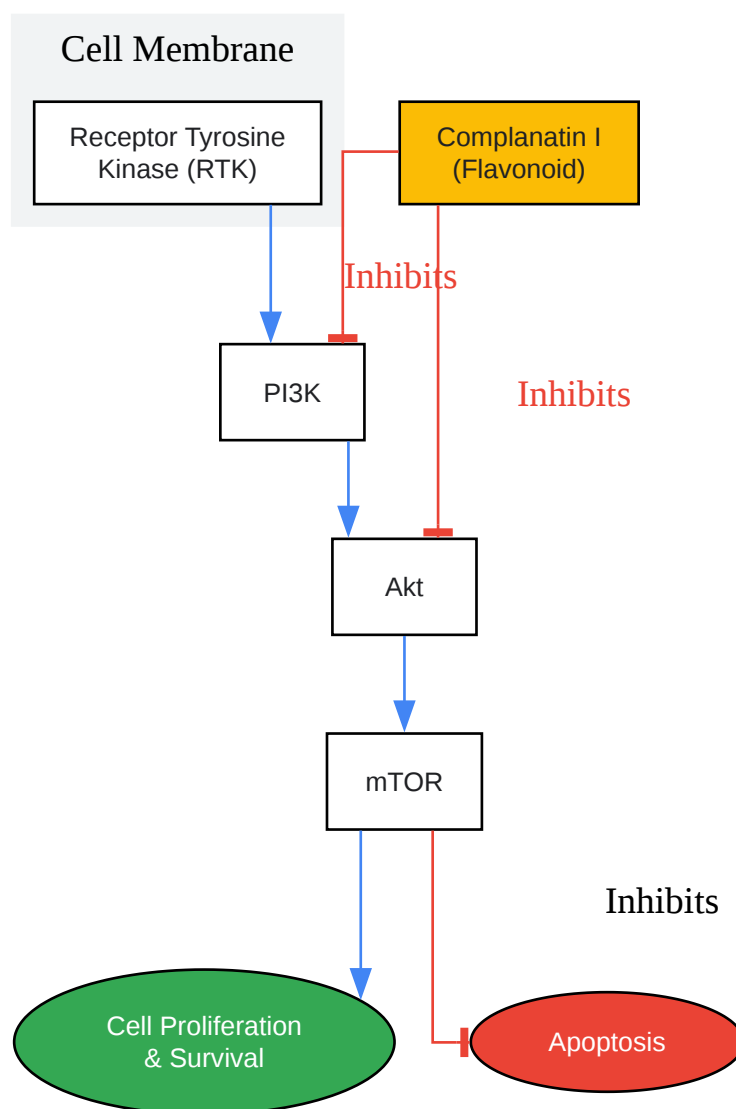 Cell Membrane
Receptor Tyrosine
Kinase (RTK)
Complanatin I
(Flavonoid)
Inhibits
PI3K
Inhibits
Akt
mTOR
Inhibits
Cell Proliferation
& Survival
Apoptosis